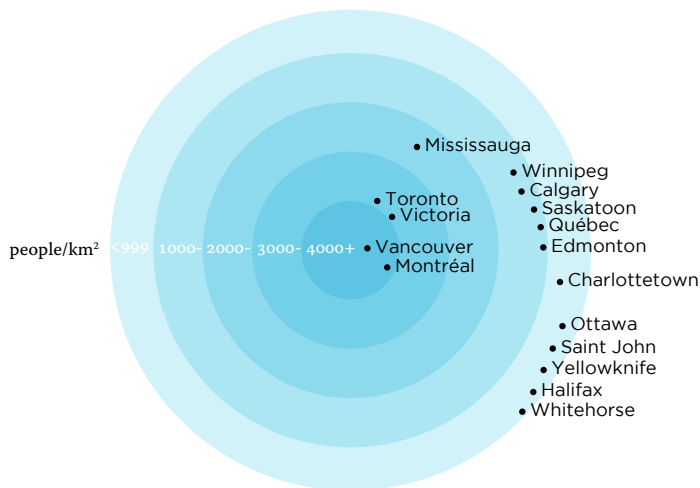 Mississauga
Winnipeg
Calgary
Toronto
Saskatoon
Victoria
Québec
people/km² <999 1000- 2000- 3000- 4000+ Vancouver
Edmonton
Montréal
Charlottetown
Ottawa
Saint John
Yellowknife
Halifax
Whitehorse